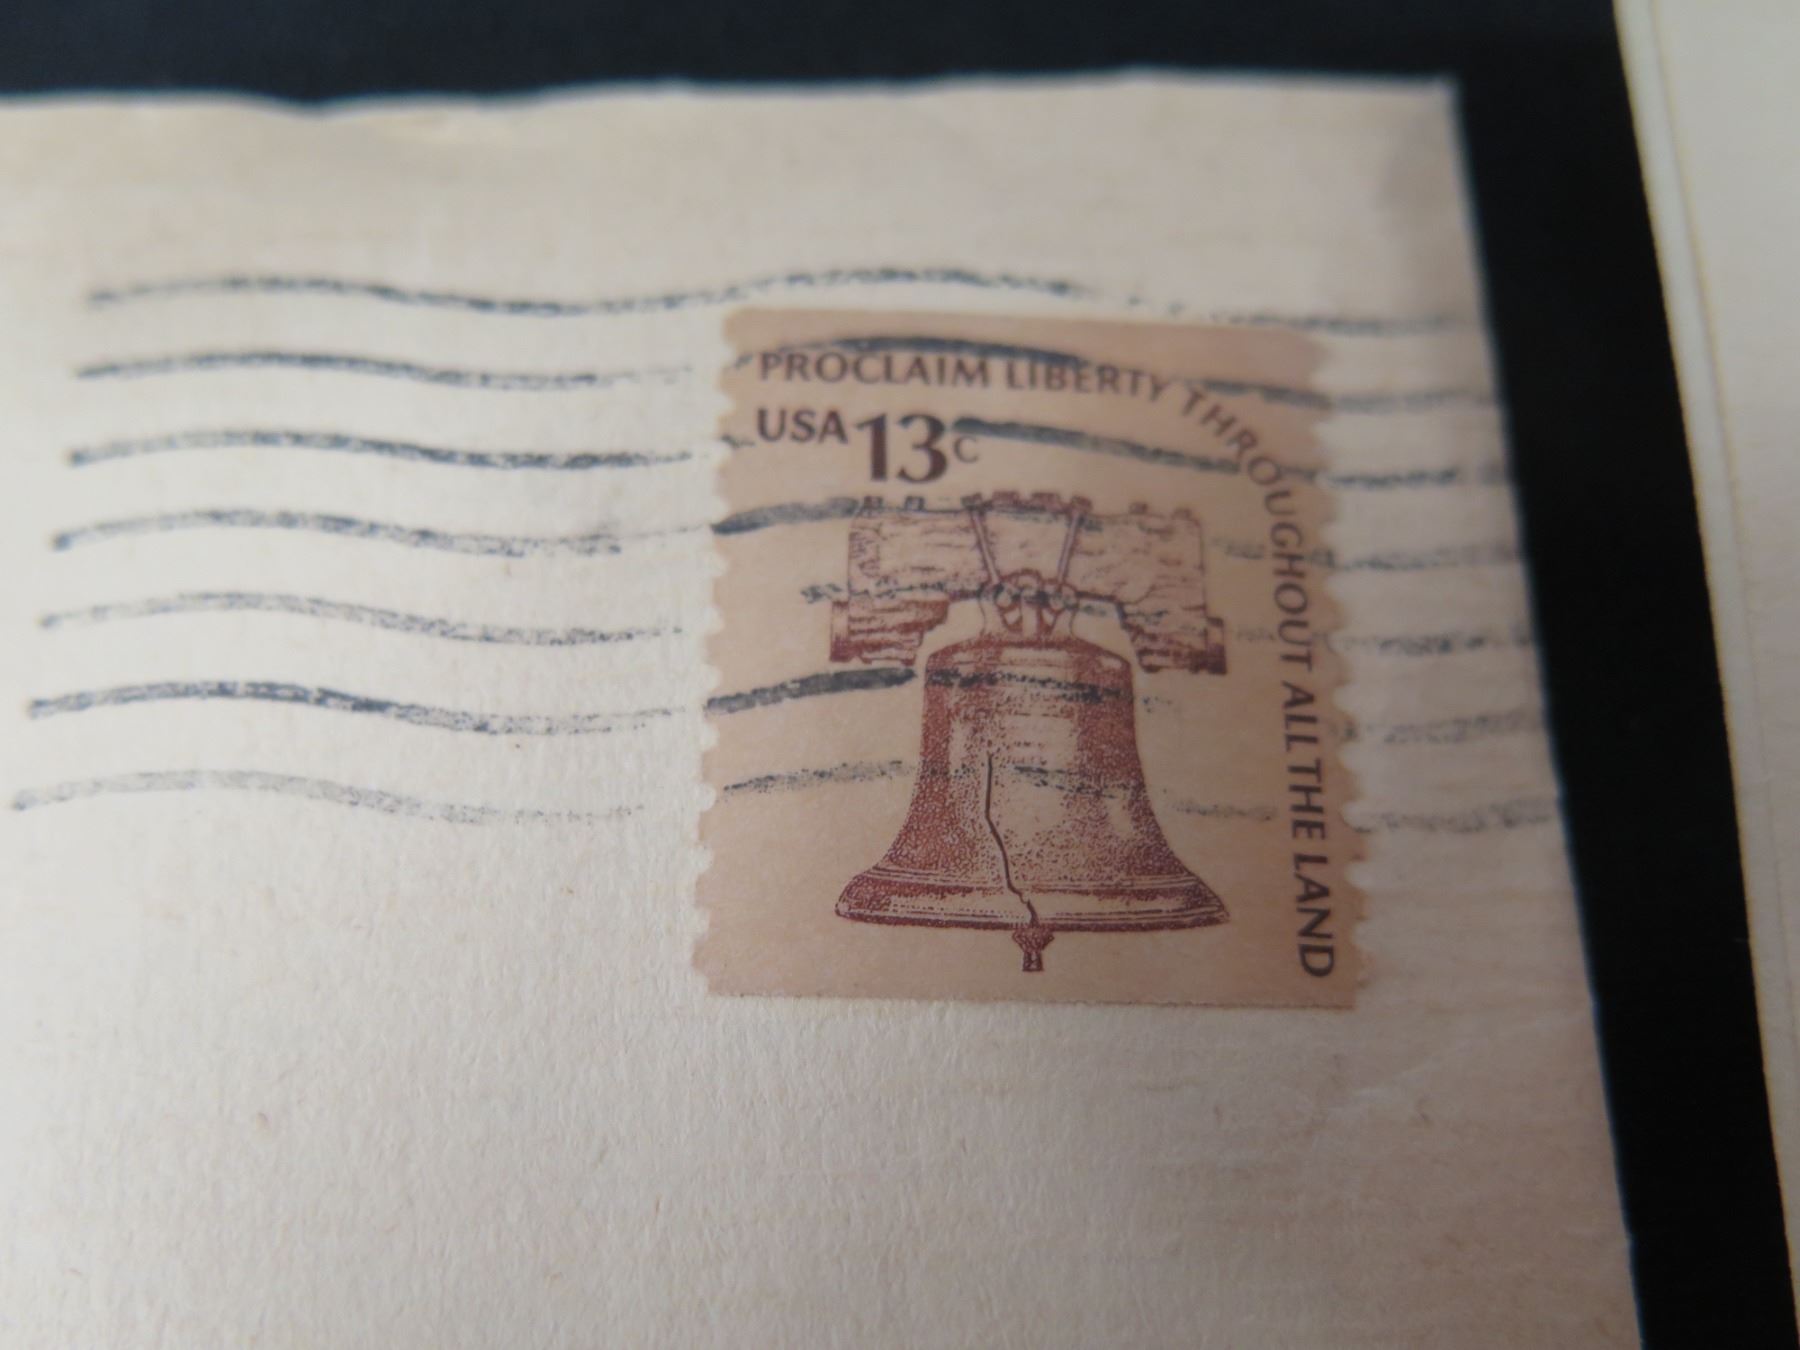 PROCLAIM LIBERTY THROUGHOUT ALL THE LAND
USA 13c